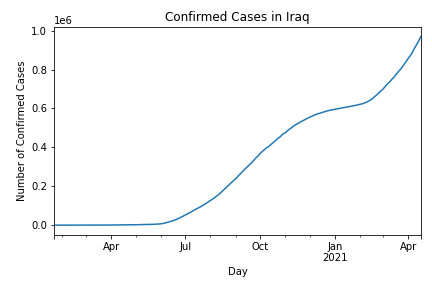 Confirmed Cases in Iraq
1e6
1.0
0.8
0.6
0.4
0.2
0.0
Number of Confirmed Cases
Apr
Jul
Oct
Jan
2021
Apr
Day